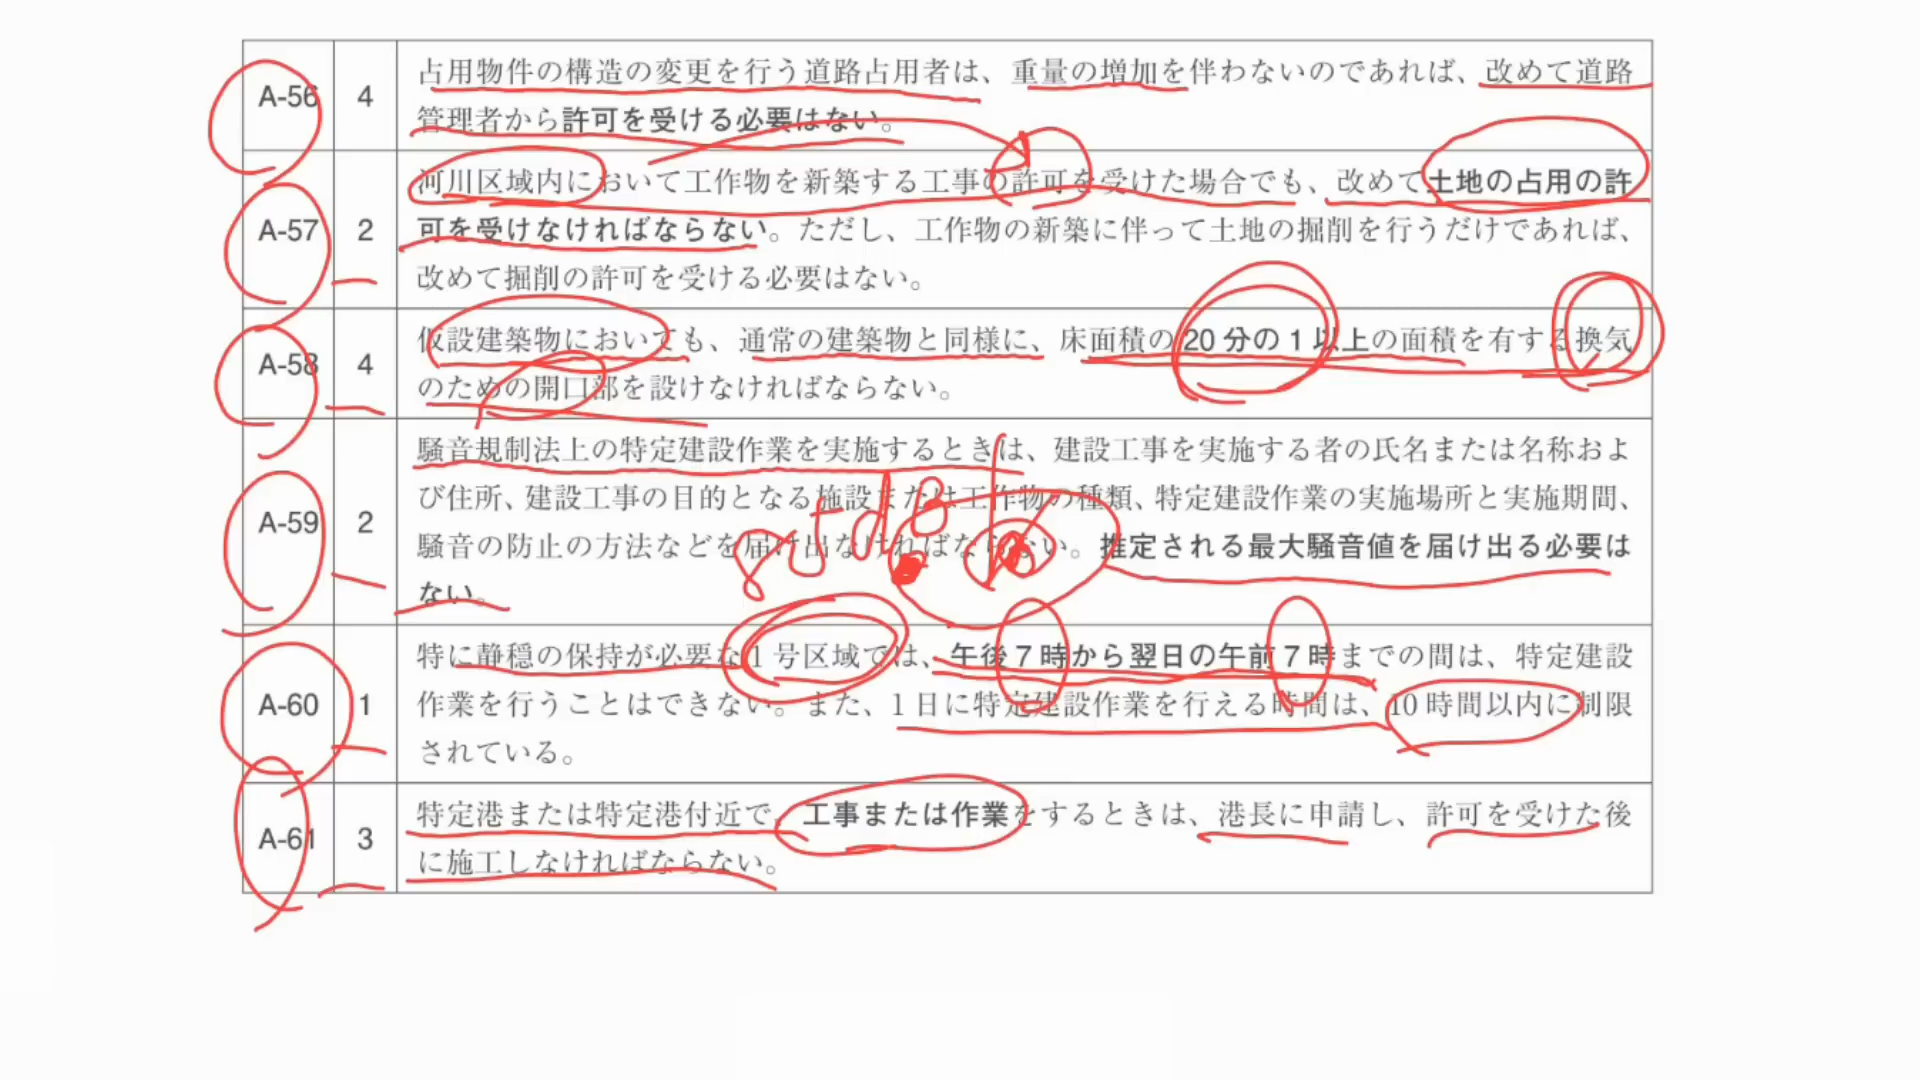 A-56 4 占用物件の構造の変更を行う道路占用者は、重量の増加を伴わないのであれば、改めて道路
管理者から許可を受ける必要はない。
河川区域内において工作物を新築する工事の許可を受けた場合でも、改めて土地の占用の許
A-57 2 可を受けなければならない。ただし、工作物の新築に伴って土地の掘削を行うだけであれば、
改めて掘削の許可を受ける必要はない。
A-58 4 仮設建築物においても、通常の建築物と同様に、床面積の20分の1以上の面積を有する換気
のための開口部を設けなければならない。
騒音規制法上の特定建設作業を実施するときは、建設工事を実施する者の氏名または名称およ
A-59 2 び住所、建設工事の目的となる施設または工作物の種類、特定建設作業の実施場所と実施期間、
騒音の防止の方法などを届け出なければならない。推定される最大騒音値を届け出る必要は
ない。
特に静穏の保持が必要な1号区域では、午後7時から翌日の午前7時までの間は、特定建設
A-60 1 作業を行うことはできない。また、1日に特定建設作業を行える時間は、10時間以内に制限
されている。
A-61 3 特定港または特定港付近で、工事または作業をするときは、港長に申請し、許可を受けた後
に施工しなければならない。